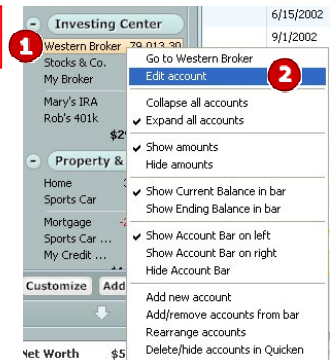 6/15/2002
Investing Center
9/1/2002
1
Western Broker 79,013.30
Go to Western Broker
Stocks & Co.
Edit account
2
My Broker
Collapse all accounts
Mary's IRA
Expand all accounts
Rob's 401k
$29
Show amounts
Property &
Hide amounts
Home
Show Current Balance in bar
Sports Car
Show Ending Balance in bar
Mortgage -2
Sports Car ...
Show Account Bar on left
My Credit ...
Show Account Bar on right
Hide Account Bar
Customize Add
Add new account
Add/remove accounts from bar
Rearrange accounts
Net Worth $5
Delete/hide accounts in Quicken